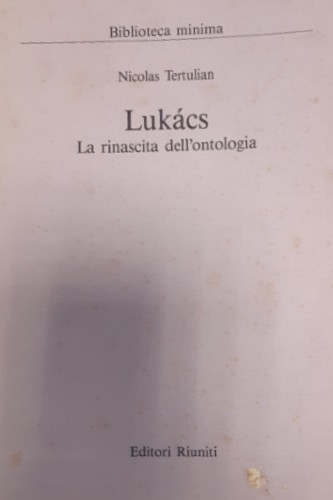 Biblioteca minima
Nicolas Tertulian
Lukács
La rinascita dell'ontologia
Editori Riuniti